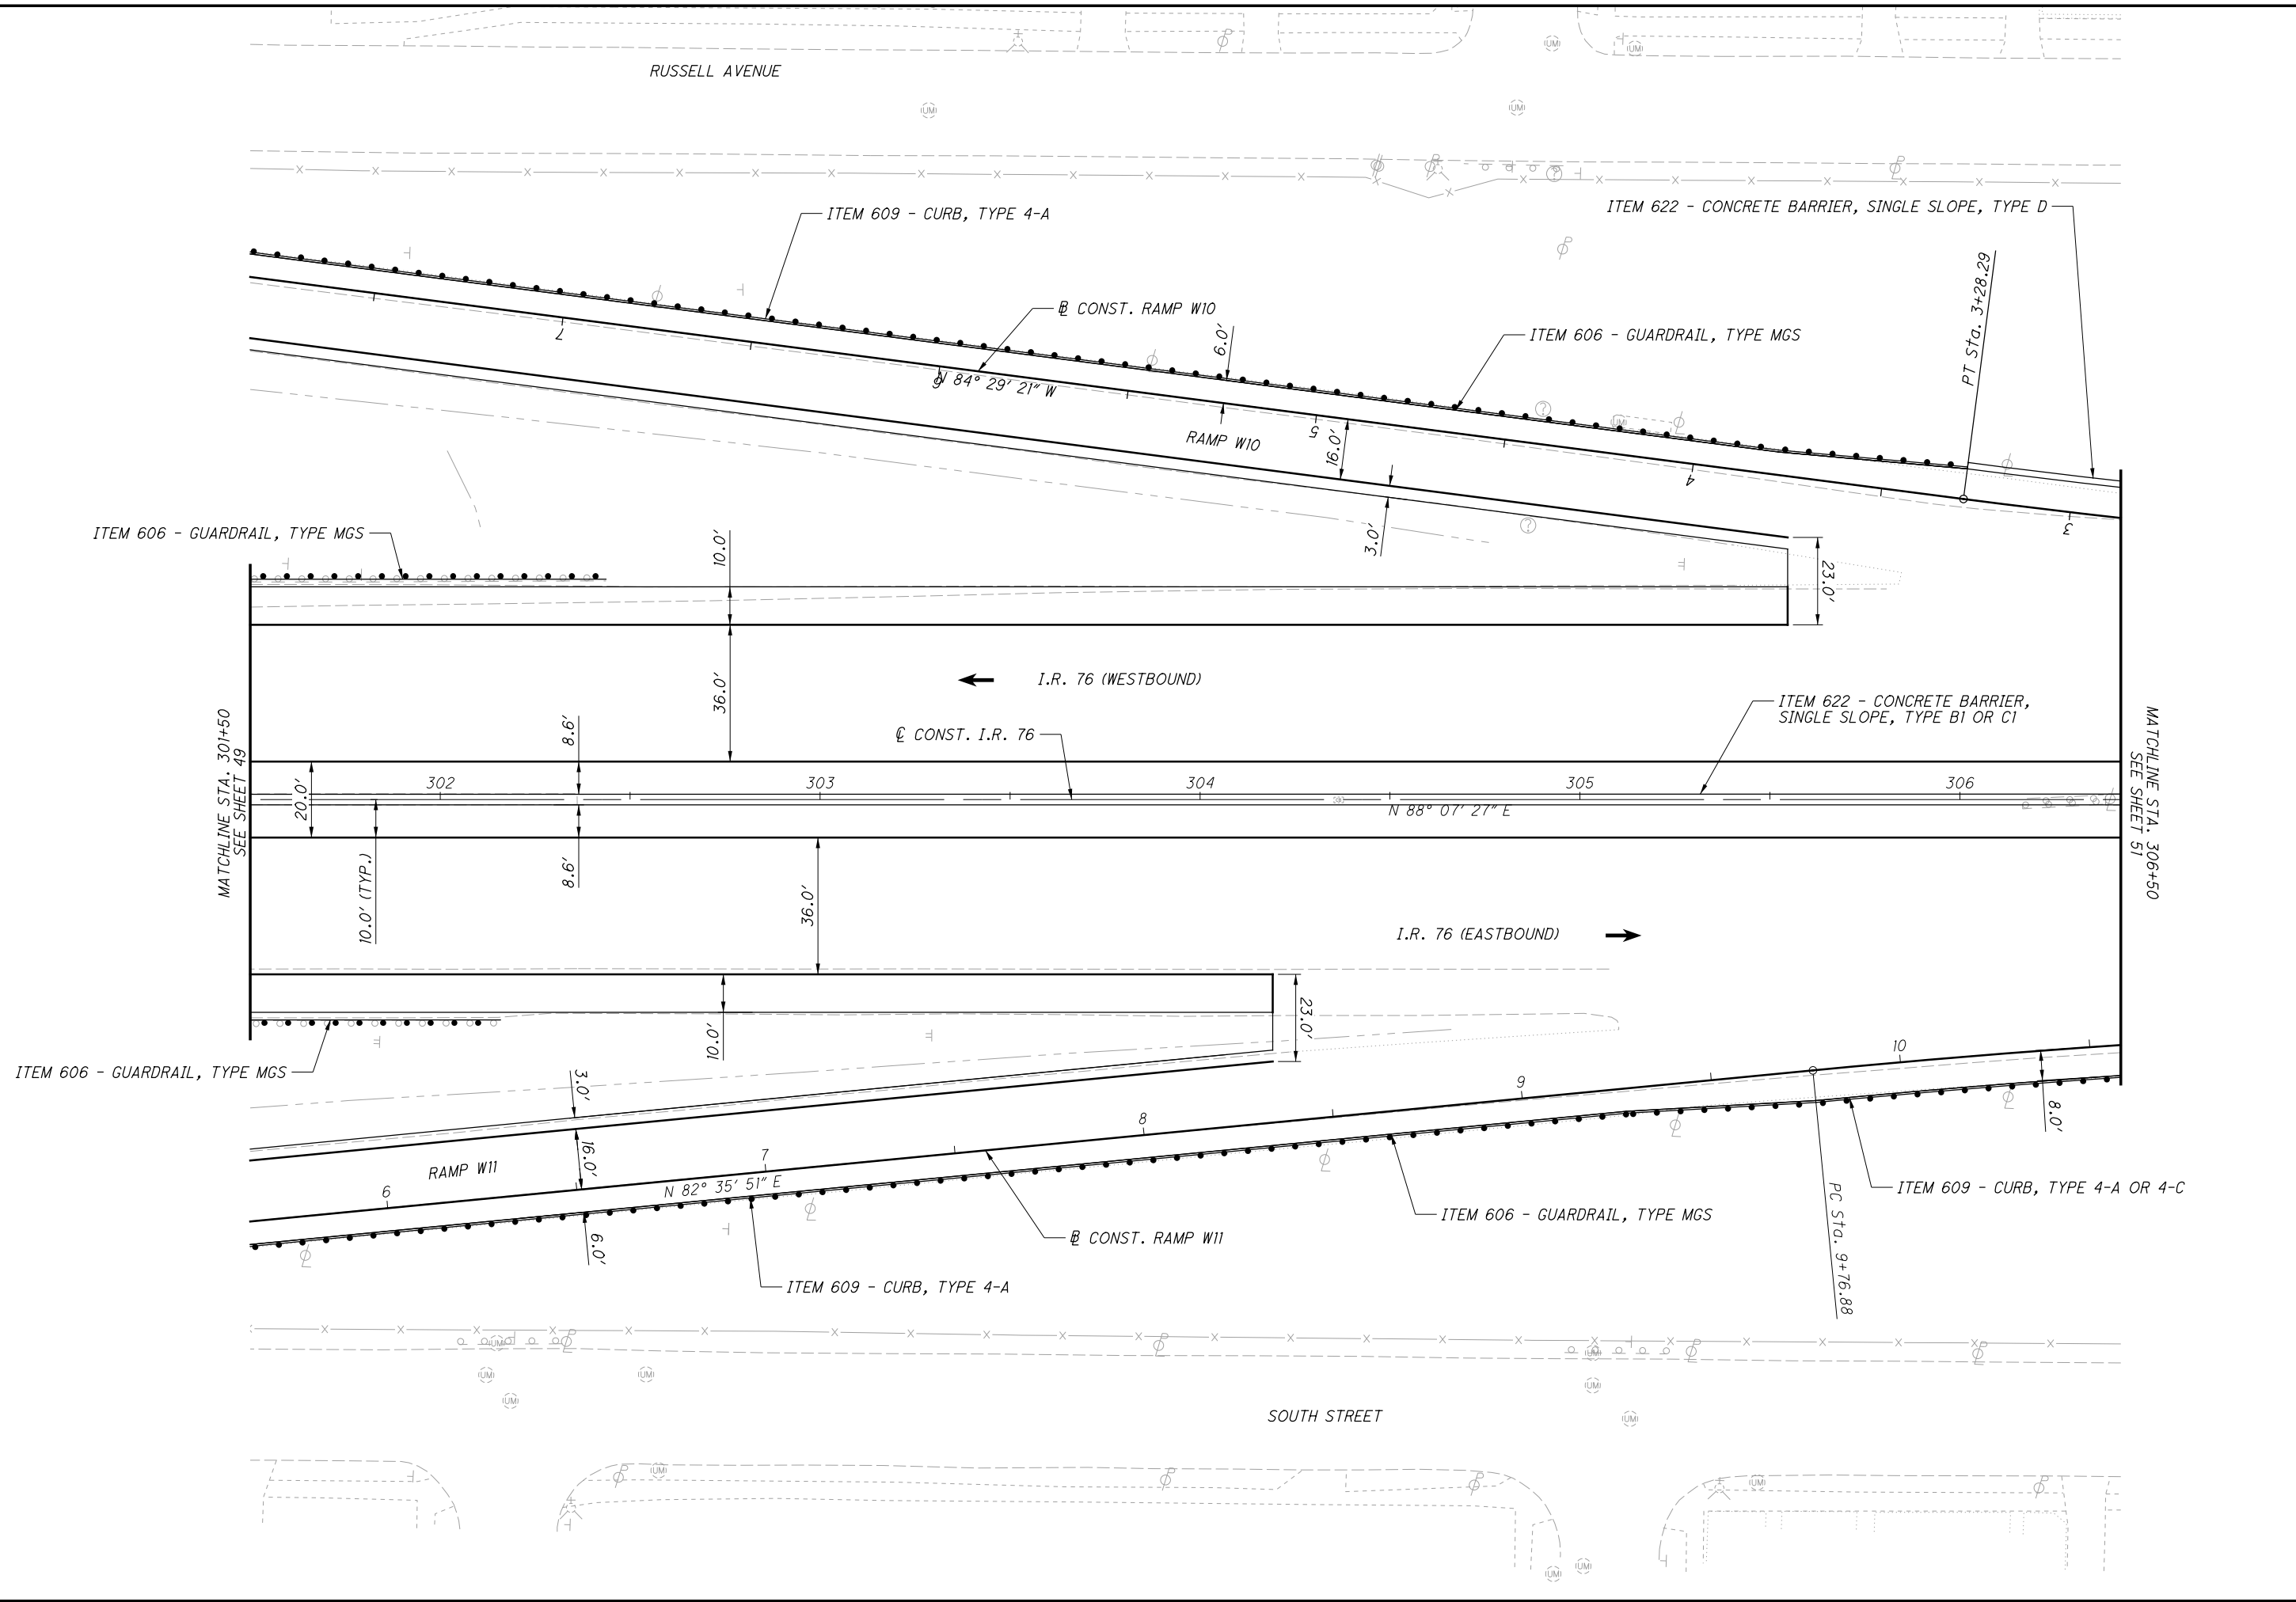 RUSSELL AVENUE
ITEM 609 - CURB, TYPE 4-A
ITEM 622 - CONCRETE BARRIER, SINGLE SLOPE, TYPE D
PT Sta. 3+28.29
℄ CONST. RAMP W10
6.0'
ITEM 606 - GUARDRAIL, TYPE MGS
7
6
N 84° 29' 21" W
RAMP W10
5
16.0'
4
3
3.0'
ITEM 606 - GUARDRAIL, TYPE MGS
10.0'
23.0'
36.0'
I.R. 76 (WESTBOUND)
ITEM 622 - CONCRETE BARRIER,
SINGLE SLOPE, TYPE B1 OR C1
8.6'
℄ CONST. I.R. 76
MATCHLINE STA. 301+50
SEE SHEET 49
MATCHLINE STA. 306+50
SEE SHEET 51
302
303
304
305
306
20.0'
N 88° 07' 27" E
10.0' (TYP.)
8.6'
36.0'
I.R. 76 (EASTBOUND)
10.0'
23.0'
ITEM 606 - GUARDRAIL, TYPE MGS
3.0'
10
9
8
7
6
8.0'
16.0'
RAMP W11
N 82° 35' 51" E
6.0'
ITEM 609 - CURB, TYPE 4-A OR 4-C
ITEM 606 - GUARDRAIL, TYPE MGS
℄ CONST. RAMP W11
PC Sta. 9+76.88
ITEM 609 - CURB, TYPE 4-A
SOUTH STREET